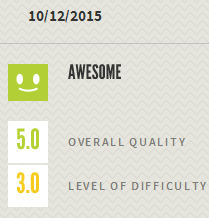 10/12/2015
AWESOME
5.0 OVERALL QUALITY
3.0 LEVEL OF DIFFICULTY